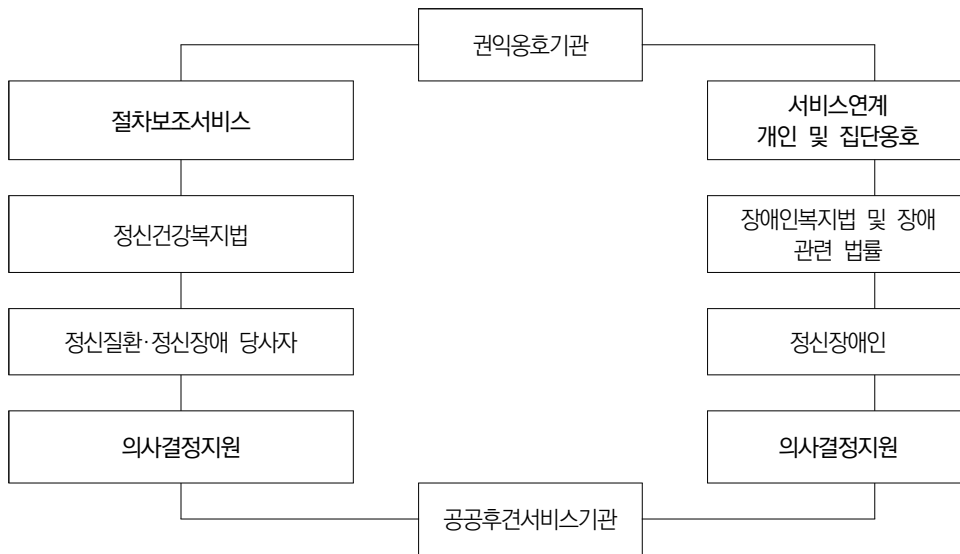 권익옹호기관
절차보조서비스
서비스연계
개인 및 집단옹호
정신건강복지법
장애인복지법 및 장애
관련 법률
정신질환·정신장애 당사자
정신장애인
의사결정지원
의사결정지원
공공후견서비스기관